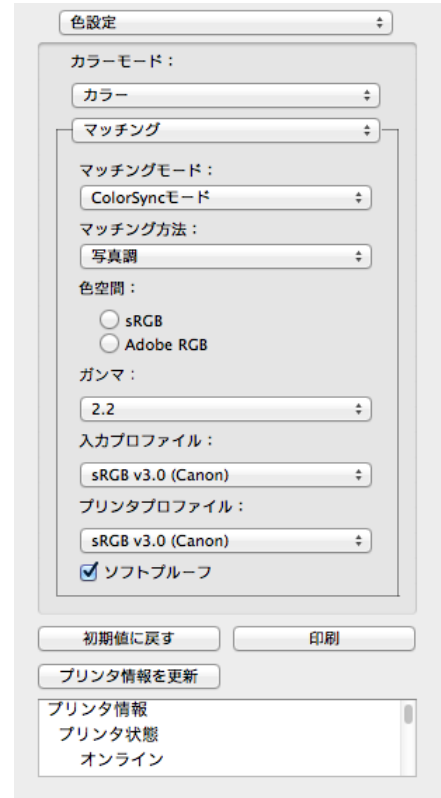 色設定
カラーモード：
カラー
マッチング
マッチングモード：
ColorSyncモード
マッチング方法：
写真調
色空間：
sRGB
Adobe RGB
ガンマ：
2.2
入力プロファイル：
sRGB v3.0 (Canon)
プリンタプロファイル：
sRGB v3.0 (Canon)
ソフトプルーフ
初期値に戻す 印刷
プリンタ情報を更新
プリンタ情報
プリンタ状態
オンライン